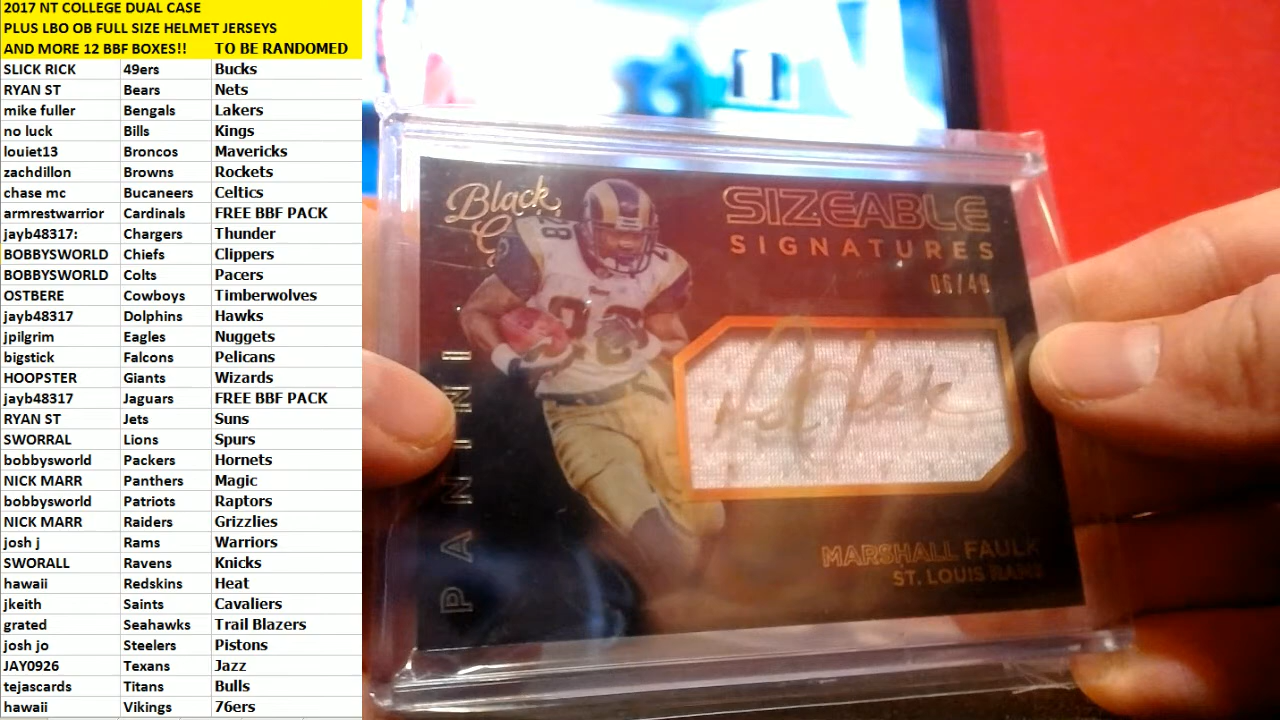 2017 NT COLLEGE DUAL CASE
PLUS LBO OB FULL SIZE HELMET JERSEYS
AND MORE 12 BBF BOXES!! TO BE RANDOMED
SLICK RICK 49ers Bucks
RYAN ST Bears Nets
mike fuller Bengals Lakers
no luck Bills Kings
louiet13 Broncos Mavericks
zachdillon Browns Rockets
chase mc Bucaneers Celtics
armrestwarrior Cardinals FREE BBF PACK
jayb48317: Chargers Thunder
BOBBYSWORLD Chiefs Clippers
BOBBYSWORLD Colts Pacers
OSTBERE Cowboys Timberwolves
jayb48317 Dolphins Hawks
jpilgrim Eagles Nuggets
bigstick Falcons Pelicans
HOOPSTER Giants Wizards
jayb48317 Jaguars FREE BBF PACK
RYAN ST Jets Suns
SWORRAL Lions Spurs
bobbysworld Packers Hornets
NICK MARR Panthers Magic
bobbysworld Patriots Raptors
NICK MARR Raiders Grizzlies
josh j Rams Warriors
SWORALL Ravens Knicks
hawaii Redskins Heat
jkeith Saints Cavaliers
grated Seahawks Trail Blazers
josh jo Steelers Pistons
JAY0926 Texans Jazz
tejascards Titans Bulls
hawaii Vikings 76ers
Black
SIZEABLE
SIGNATURES
06/49
28
PANINI
MARSHALL FAULK
ST. LOUIS RAMS